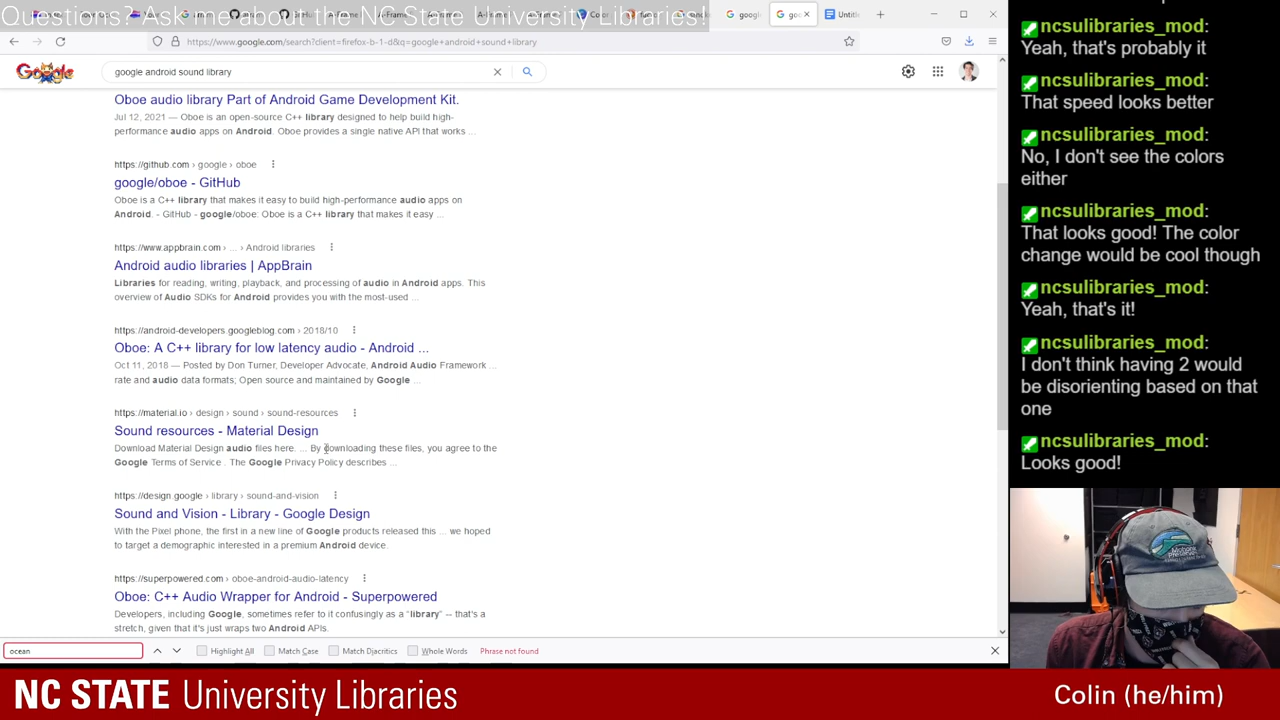 Questions? Ask me about the NC State University Libraries!
https://www.google.com/search?client=firefox-b-1-d&q=google+android+sound+library
Google
google android sound library
Oboe audio library Part of Android Game Development Kit.
Jul 12, 2021 — Oboe is an open-source C++ library designed to help build high-
performance audio apps on Android. Oboe provides a single native API that works ...
https://github.com › google › oboe
google/oboe - GitHub
Oboe is a C++ library that makes it easy to build high-performance audio apps on
Android. - GitHub - google/oboe: Oboe is a C++ library that makes it easy ...
https://www.appbrain.com › ... › Android libraries
Android audio libraries | AppBrain
Libraries for reading, writing, playback, and processing of audio in Android apps. This
overview of Audio SDKs for Android provides you with the most-used ...
https://android-developers.googleblog.com › 2018/10
Oboe: A C++ library for low latency audio - Android ...
Oct 11, 2018 — Posted by Don Turner, Developer Advocate, Android Audio Framework ...
rate and audio data formats; Open source and maintained by Google ...
https://material.io › design › sound › sound-resources
Sound resources - Material Design
Download Material Design audio files here. ... By downloading these files, you agree to the
Google Terms of Service . The Google Privacy Policy describes ...
https://design.google › library › sound-and-vision
Sound and Vision - Library - Google Design
With the Pixel phone, the first in a new line of Google products released this ... we hoped
to target a demographic interested in a premium Android device.
https://superpowered.com › oboe-android-audio-latency
Oboe: C++ Audio Wrapper for Android - Superpowered
Developers, including Google, sometimes refer to it confusingly as a "library" -- that's a
stretch, given that it's just wraps two Android APIs.
ocean
Highlight All
Match Case
Match Diacritics
Whole Words
Phrase not found
ncsulibraries_mod:
Yeah, that's probably it
ncsulibraries_mod:
That speed looks better
ncsulibraries_mod:
No, I don't see the colors
either
ncsulibraries_mod:
That looks good! The color
change would be cool though
ncsulibraries_mod:
Yeah, that's it!
ncsulibraries_mod:
I don't think having 2 would
be disorienting based on that
one
ncsulibraries_mod:
Looks good!
NC STATE University Libraries
Colin (he/him)